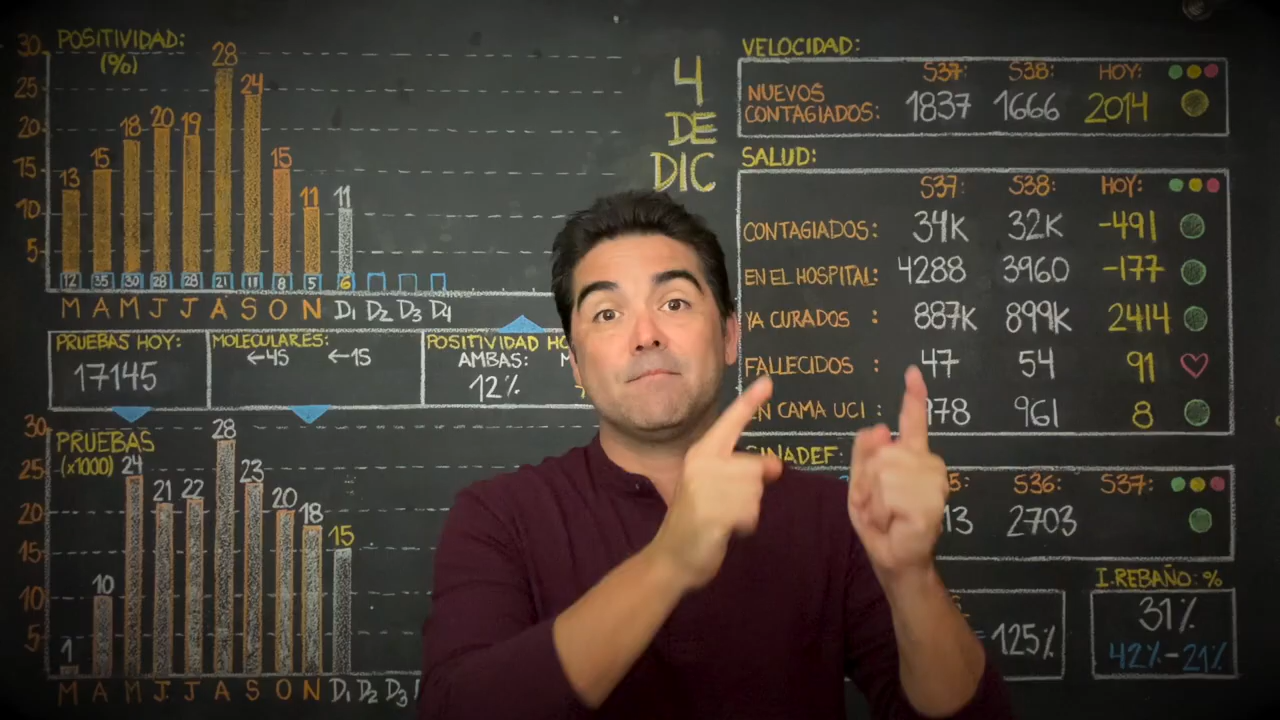 POSITIVIDAD:
(%)
30
25
20
15
10
5
13 15 18 20 19 28 24 15 11 11
12 35 30 28 28 21 11 8 5 6
M A M J J A S O N D1 D2 D3 D4
PRUEBAS HOY:
17145
MOLECULARES:
←4S ←1S
POSITIVIDAD
AMBAS:
12%
PRUEBAS
(x1000)
30
25
20
15
10
5
1 10 24 21 22 28 23 20 18 15
M A M J J A S O N D1 D2 D3
4
DE
DIC
VELOCIDAD:
S37: S38: HOY:
NUEVOS
CONTAGIADOS: 1837 1666 2014
SALUD:
S37: S38: HOY:
CONTAGIADOS: 34K 32K -491
EN EL HOSPITAL: 4288 3960 -177
YA CURADOS : 887K 899K 2414
FALLECIDOS : 47 54 91
EN CAMA UCI : 978 961 8
SINADEF:
S36: S37:
2703
=125%
I. REBAÑO: %
31%
42%-21%